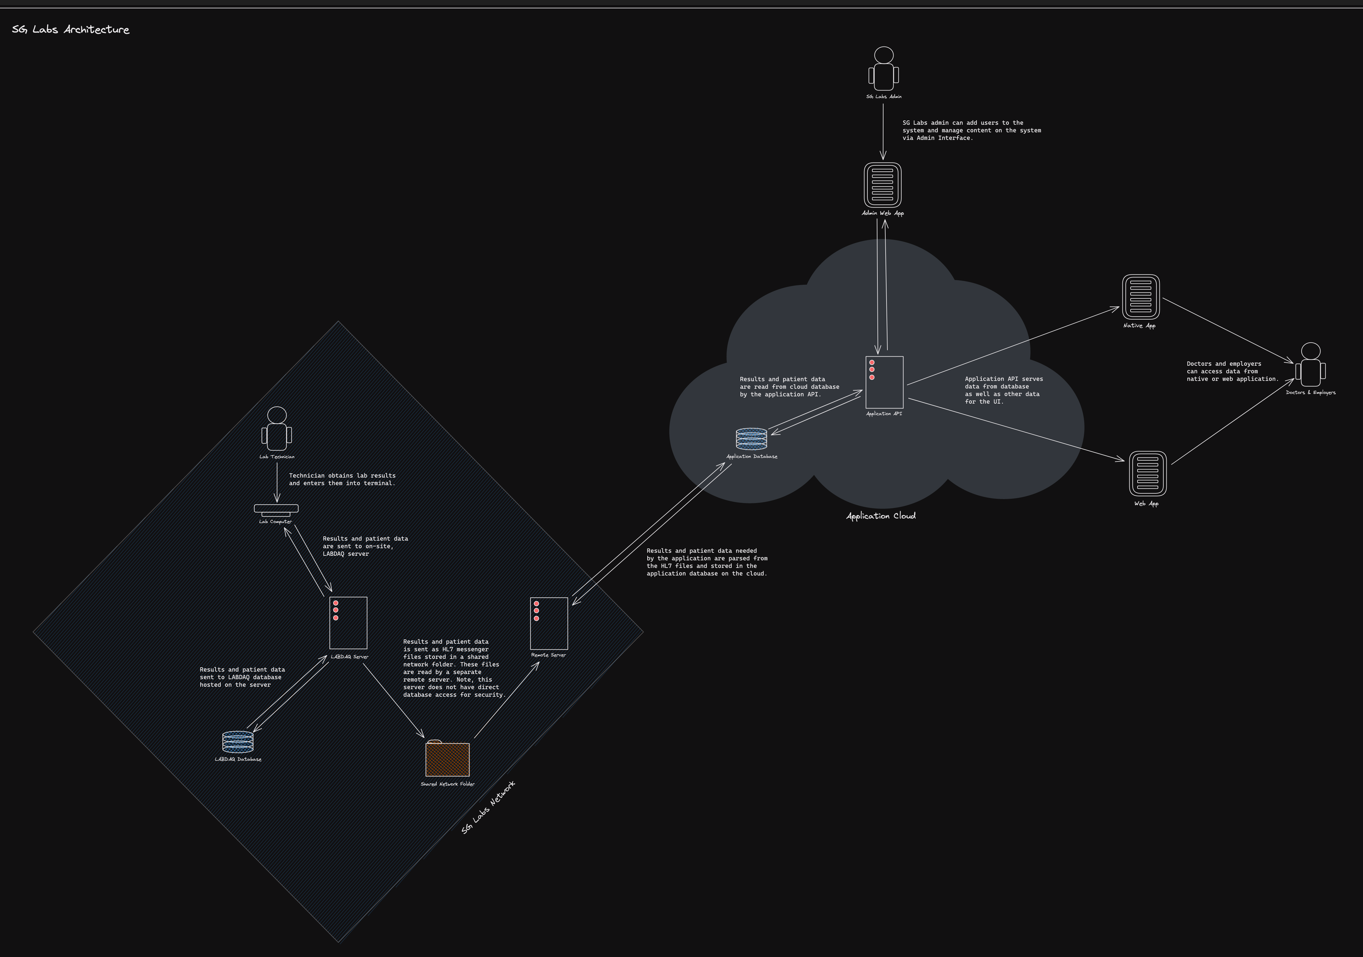 SG Labs Architecture
SG Labs Admin
SG Labs admin can add users to the
system and manage content on the system
via Admin Interface.
Admin Web App
Native App
Doctors and employers
can access data from
native or web application.
Doctors & Employers
Results and patient data
are read from cloud database
by the application API.
Application API serves
data from database
as well as other data
for the UI.
Application API
Application Database
Web App
Application Cloud
Lab Technician
Technician obtains lab results
and enters them into terminal.
Lab Computer
Results and patient data
are sent to on-site,
LABDAQ server
Results and patient data needed
by the application are parsed from
the HL7 files and stored in the
application database on the cloud.
LABDAQ Server
Remote Server
Results and patient data
is sent as HL7 messenger
files stored in a shared
network folder. These files
are read by a separate
remote server. Note, this
server does not have direct
database access for security.
Results and patient data
sent to LABDAQ database
hosted on the server
LABDAQ Database
Shared Network Folder
SG Labs Network